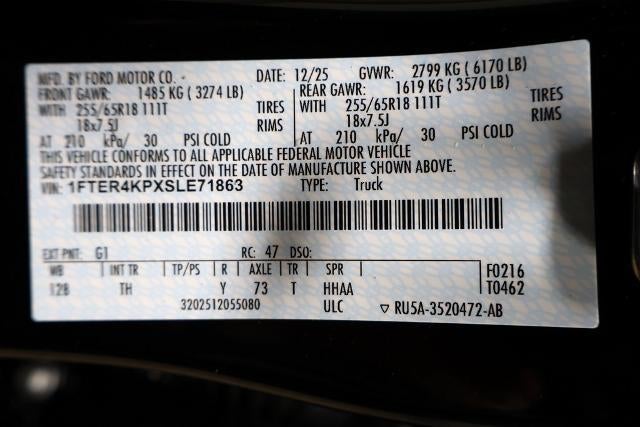 MFD. BY FORD MOTOR CO. - DATE: 12/25 GVWR: 2799 KG ( 6170 LB)
FRONT GAWR: 1485 KG ( 3274 LB) REAR GAWR: 1619 KG ( 3570 LB)
WITH 255/65R18 111T TIRES WITH 255/65R18 111T TIRES
18x7.5J RIMS 18x7.5J RIMS
AT 210 kPa/ 30 PSI COLD AT 210 kPa/ 30 PSI COLD
THIS VEHICLE CONFORMS TO ALL APPLICABLE FEDERAL MOTOR VEHICLE
SAFETY STANDARDS IN EFFECT ON THE DATE OF MANUFACTURE SHOWN ABOVE.
VIN: 1FTER4KPXSLE71863 TYPE: Truck
EXT PNT: G1 RC: 47 DSO:
WB INT TR TP/PS R AXLE TR SPR F0216
128 TH Y 73 T HHAA T0462
3202512055080 ULC ▽ RU5A-3520472-AB